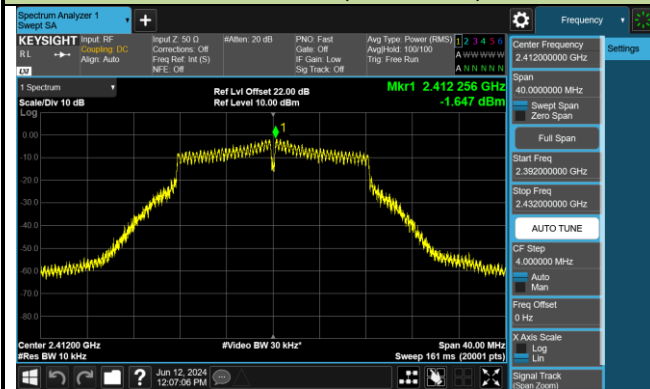 Spectrum Analyzer 1
Swept SA
Frequency
KEYSIGHT
Input: RF
Coupling: DC
Align: Auto
Input Z: 50 Ω
Corrections: Off
Freq Ref: Int (S)
NFE: Off
#Atten: 20 dB
PNO: Fast
Gate: Off
IF Gain: Low
Sig Track: Off
Avg Type: Power (RMS)
Avg|Hold: 100/100
Trig: Free Run
1 2 3 4 5 6
A W W W W W
A N N N N N
RL
LXI
1 Spectrum
Scale/Div 10 dB
Log
Ref Lvl Offset 22.00 dB
Ref Level 10.00 dBm
Mkr1 2.412 256 GHz
-1.647 dBm
1
0.00
-10.0
-20.0
-30.0
-40.0
-50.0
-60.0
-70.0
-80.0
Center 2.41200 GHz
#Res BW 10 kHz
#Video BW 30 kHz*
Span 40.00 MHz
Sweep 161 ms (20001 pts)
Jun 12, 2024
12:07:06 PM
Center Frequency
2.412000000 GHz
Settings
Span
40.0000000 MHz
Swept Span
Zero Span
Full Span
Start Freq
2.392000000 GHz
Stop Freq
2.432000000 GHz
AUTO TUNE
CF Step
4.000000 MHz
Auto
Man
Freq Offset
0 Hz
X Axis Scale
Log
Lin
Signal Track
(Span Zoom)